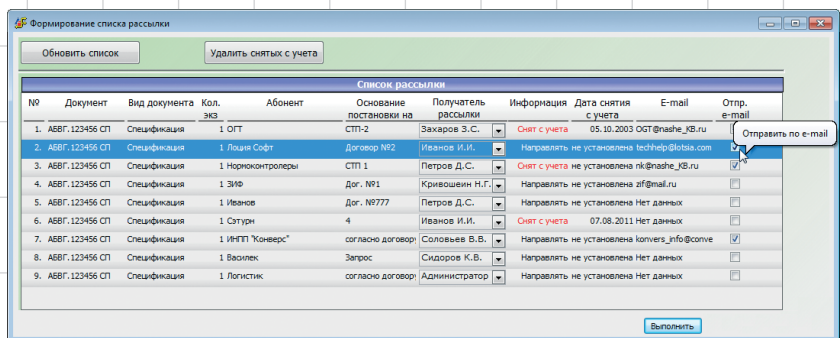 Формирование списка рассылки
Обновить список Удалить снятых с учета
Список рассылки
№ Документ Вид документа Кол. экз Абонент Основание постановки на Получатель рассылки Информация Дата снятия с учета E-mail Отпр. e-mail
1. АБВГ.123456 СП Спецификация 1 ОГТ СТП-2 Захаров З.С. Снят с учета 05.10.2003 OGT@nashe_KB.ru
Отправить по e-mail
2. АБВГ.123456 СП Спецификация 1 Лоция Софт Договор №2 Иванов И.И. Направлять не установлена techhelp@lotsia.com
3. АБВГ.123456 СП Спецификация 1 Нормоконтролеры СТП 1 Петров Д.С. Снят с учета не установлена nk@nashe_KB.ru
4. АБВГ.123456 СП Спецификация 1 ЗИФ Дог. №1 Кривошеин Н.Г. Направлять не установлена zif@mail.ru
5. АБВГ.123456 СП Спецификация 1 Иванов Дог. №777 Петров Д.С. Направлять не установлена Нет данных
6. АБВГ.123456 СП Спецификация 1 Сатурн 4 Иванов И.И. Снят с учета 07.08.2011 Нет данных
7. АБВГ.123456 СП Спецификация 1 ИНПП "Конверс" согласно договору Соловьев В.В. Направлять не установлена konvers_info@conve
8. АБВГ.123456 СП Спецификация 1 Василек Запрос Сидоров К.В. Направлять не установлена Нет данных
9. АБВГ.123456 СП Спецификация 1 Логистик согласно договору Администратор Направлять не установлена Нет данных
Выполнить